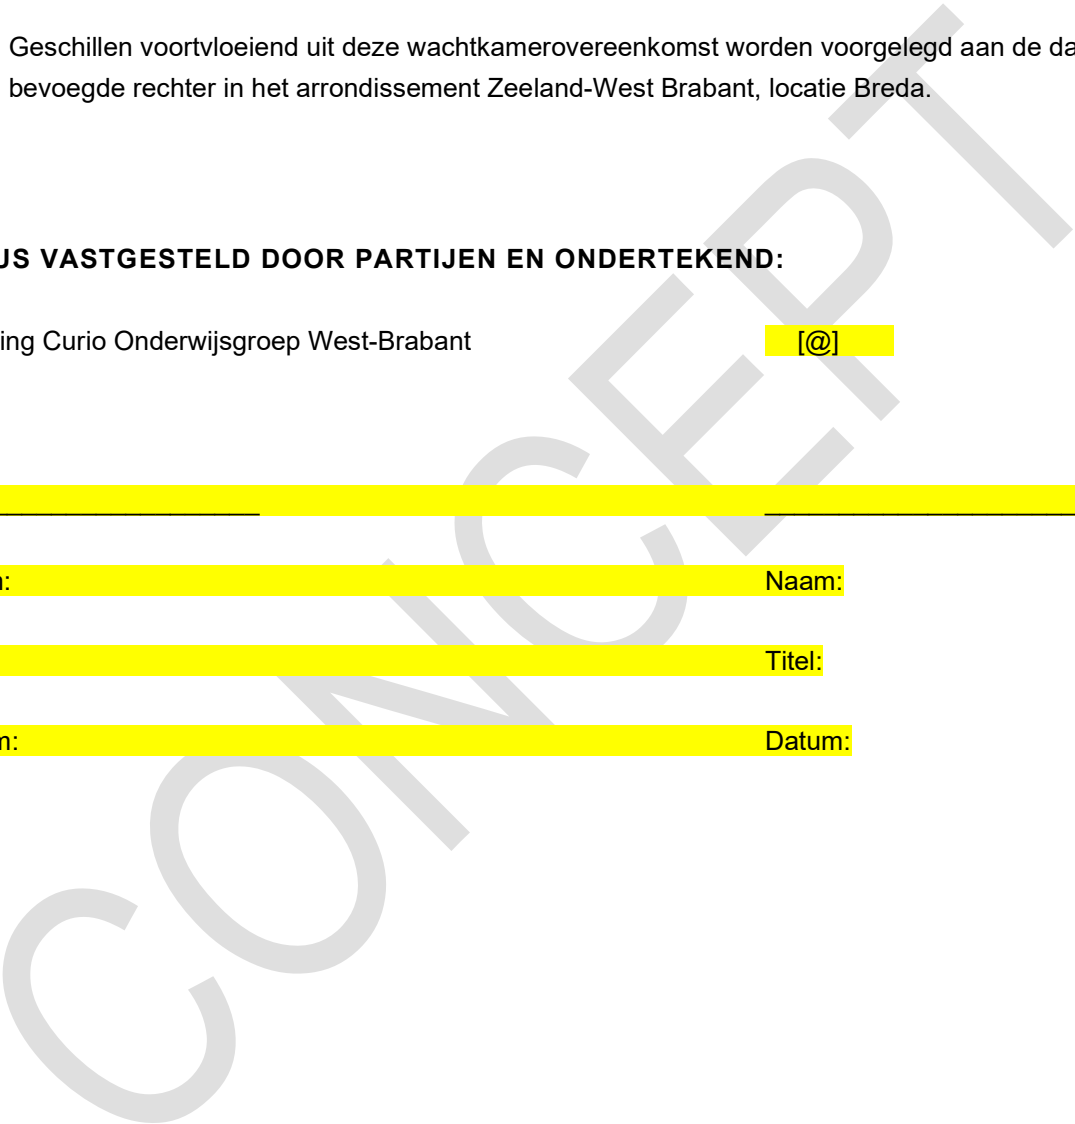 Geschillen voortvloeiend uit deze wachtkamerovereenkomst worden voorgelegd aan de da
bevoegde rechter in het arrondissement Zeeland-West Brabant, locatie Breda.
US VASTGESTELD DOOR PARTIJEN EN ONDERTEKEND:
ing Curio Onderwijsgroep West-Brabant [@]
Naam:
Titel:
m: Datum:
CONCEPT